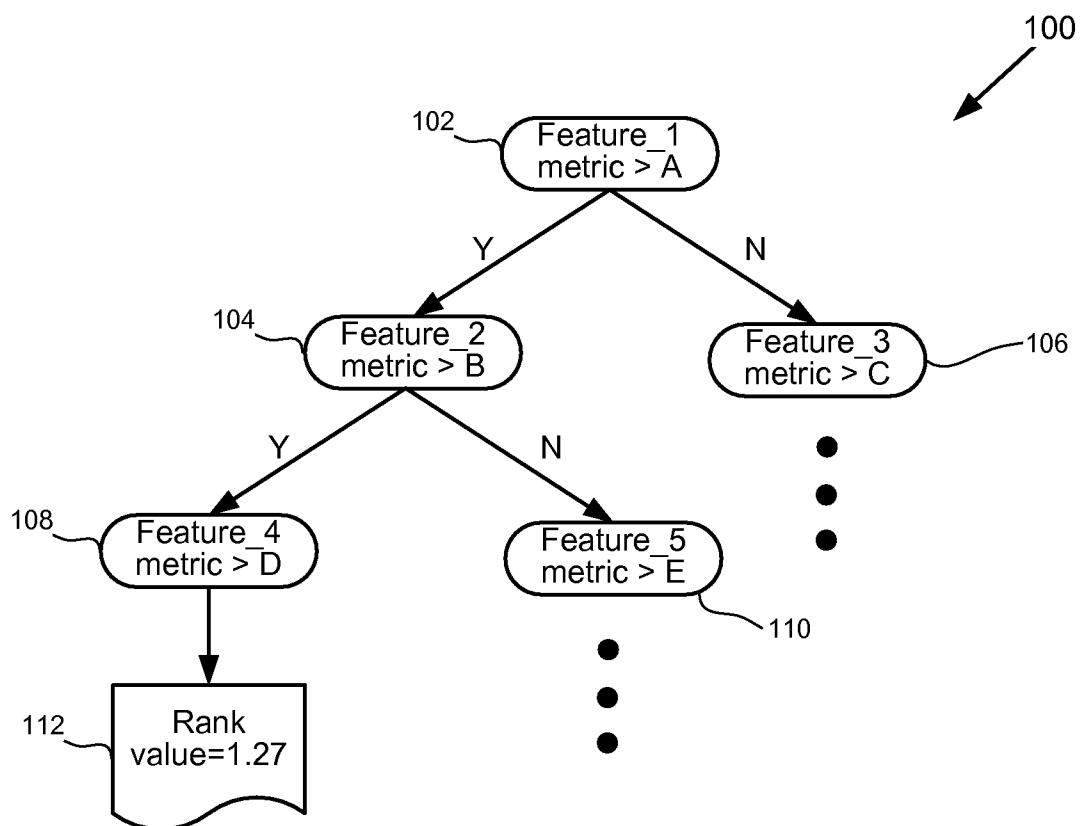 100
102
Feature_1
metric > A
Y
N
104
Feature_2
metric > B
Feature_3
metric > C
106
Y
N
108
Feature_4
metric > D
Feature_5
metric > E
110
112
Rank
value=1.27